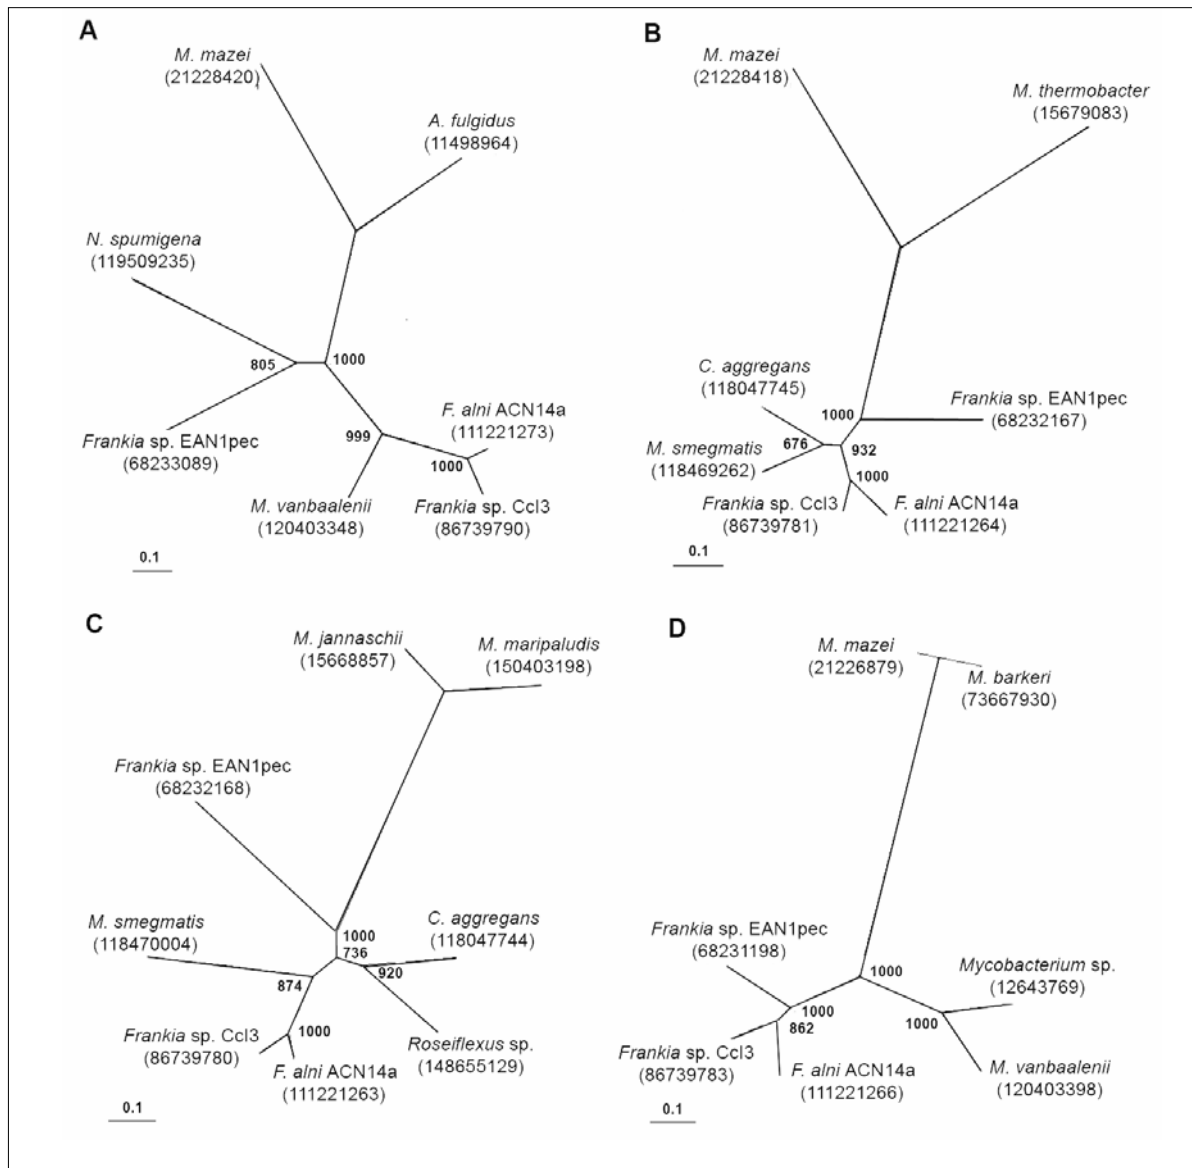 A
M. mazei
(21228420)
A. fulgidus
(11498964)
N. spumigena
(119509235)
805
1000
Frankia sp. EAN1pec
(68233089)
999
F. alni ACN14a
(111221273)
1000
M. vanbaalenii
(120403348)
Frankia sp. CcI3
(86739790)
0.1
B
M. mazei
(21228418)
M. thermobacter
(15679083)
C. aggregans
(118047745)
1000
Frankia sp. EAN1pec
(68232167)
M. smegmatis
(118469262)
676
932
1000
Frankia sp. CcI3
(86739781)
F. alni ACN14a
(111221264)
0.1
C
M. jannaschii
(15668857)
M. maripaludis
(150403198)
Frankia sp. EAN1pec
(68232168)
M. smegmatis
(118470004)
1000
736
C. aggregans
(118047744)
874
920
1000
Frankia sp. CcI3
(86739780)
F. alni ACN14a
(111221263)
Roseiflexus sp.
(148655129)
0.1
D
M. mazei
(21226879)
M. barkeri
(73667930)
Frankia sp. EAN1pec
(68231198)
1000
Mycobacterium sp.
(12643769)
1000
862
1000
Frankia sp. CcI3
(86739783)
F. alni ACN14a
(111221266)
M. vanbaalenii
(120403398)
0.1